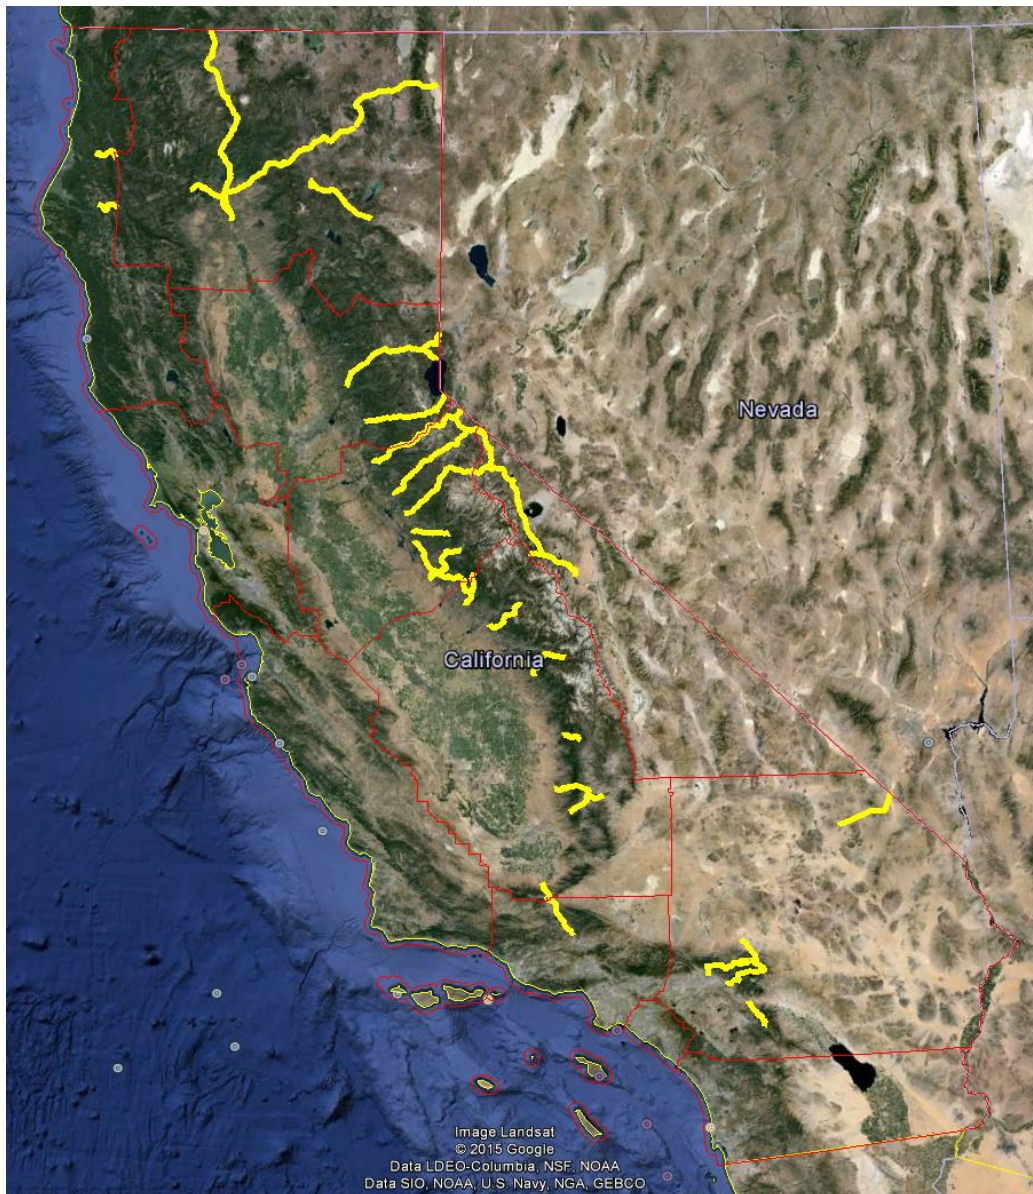 Nevada
California
Image Landsat
© 2015 Google
Data LDEO-Columbia, NSF, NOAA
Data SIO, NOAA, U.S. Navy, NGA, GEBCO